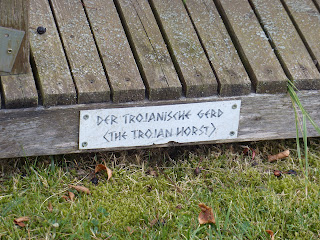 DER TROJANISCHE GERD
(THE TROJAN HORST)